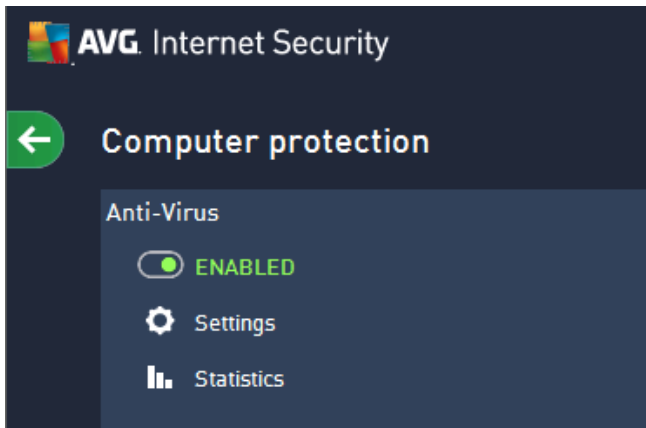 AVG. Internet Security
Computer protection
Anti-Virus
ENABLED
Settings
Statistics